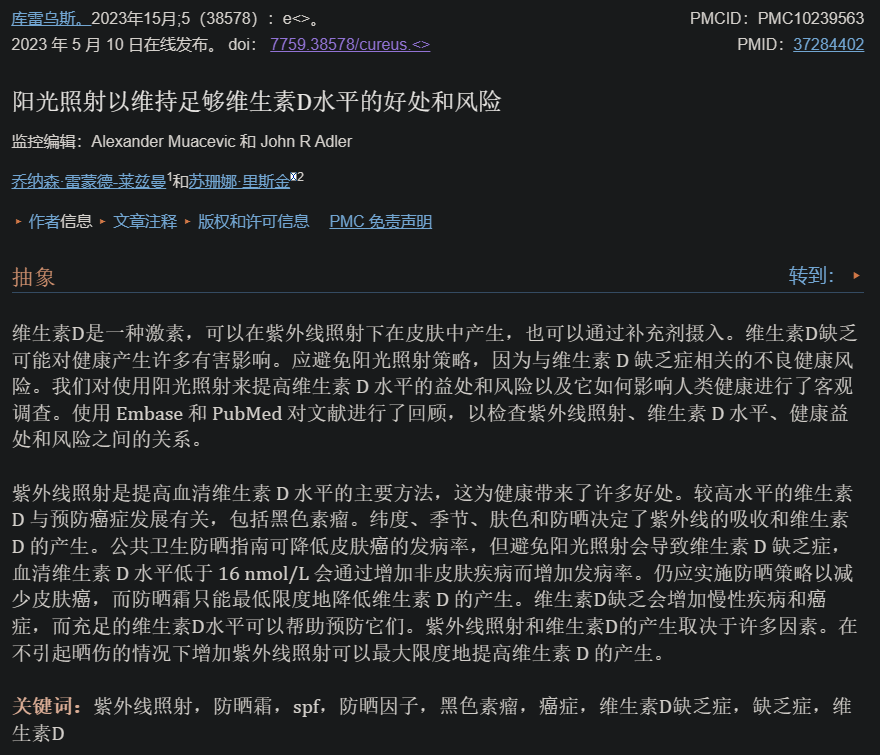 库雷乌斯。2023年15月;5（38578）：e<>。
PMCID：PMC10239563
2023 年 5 月 10 日在线发布。 doi： 7759.38578/cureus.<>
PMID：37284402
阳光照射以维持足够维生素D水平的好处和风险
监控编辑：Alexander Muacevic 和 John R Adler
乔纳森·雷蒙德-莱兹曼1和苏珊娜·里斯金2
作者信息 文章注释 版权和许可信息 PMC 免责声明
抽象
转到：
维生素D是一种激素，可以在紫外线照射下在皮肤中产生，也可以通过补充剂摄入。维生素D缺乏
可能对健康产生许多有害影响。应避免阳光照射策略，因为与维生素 D 缺乏症相关的不良健康风
险。我们对使用阳光照射来提高维生素 D 水平的益处和风险以及它如何影响人类健康进行了客观
调查。使用 Embase 和 PubMed 对文献进行了回顾，以检查紫外线照射、维生素 D 水平、健康益
处和风险之间的关系。
紫外线照射是提高血清维生素 D 水平的主要方法，这为健康带来了许多好处。较高水平的维生素
D 与预防癌症发展有关，包括黑色素瘤。纬度、季节、肤色和防晒决定了紫外线的吸收和维生素
D 的产生。公共卫生防晒指南可降低皮肤癌的发病率，但避免阳光照射会导致维生素 D 缺乏症，
血清维生素 D 水平低于 16 nmol/L 会通过增加非皮肤疾病而增加发病率。仍应实施防晒策略以减
少皮肤癌，而防晒霜只能最低限度地降低维生素 D 的产生。维生素D缺乏会增加慢性疾病和癌
症，而充足的维生素D水平可以帮助预防它们。紫外线照射和维生素D的产生取决于许多因素。在
不引起晒伤的情况下增加紫外线照射可以最大限度地提高维生素 D 的产生。
关键词：紫外线照射，防晒霜，spf，防晒因子，黑色素瘤，癌症，维生素D缺乏症，缺乏症，维
生素D